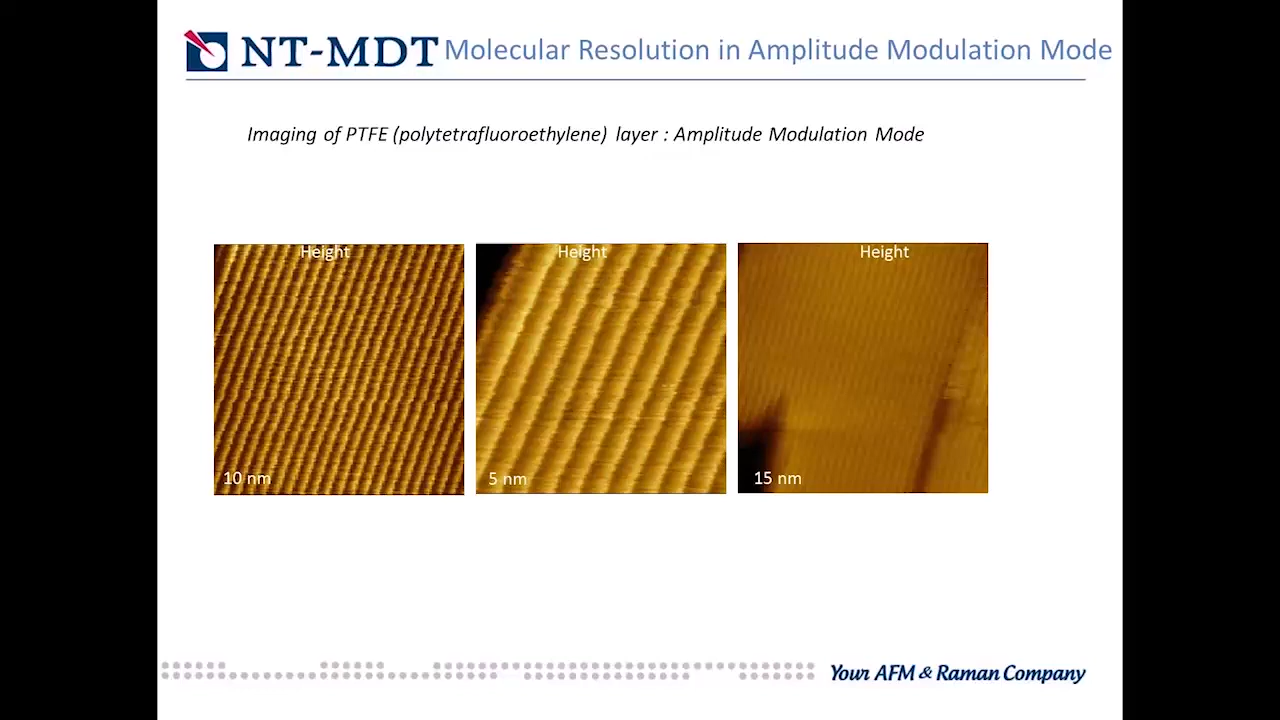 NT-MDT Molecular Resolution in Amplitude Modulation Mode
Imaging of PTFE (polytetrafluoroethylene) layer : Amplitude Modulation Mode
Height Height Height
10 nm 5 nm 15 nm
Your AFM & Raman Company